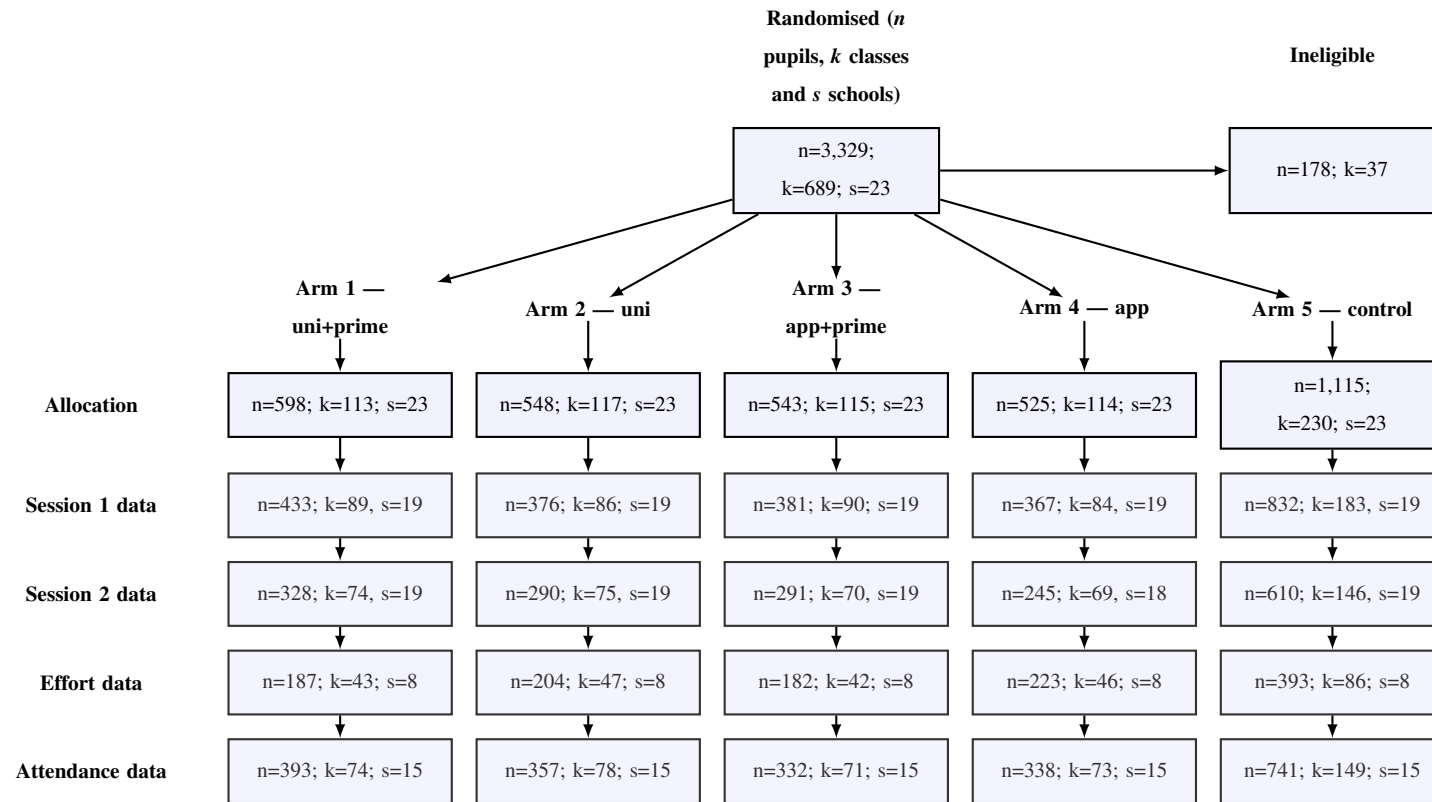 Randomised (n
pupils, k classes
and s schools)
Ineligible
n=3,329;
k=689; s=23
n=178; k=37
Arm 1 —
uni+prime
Arm 2 — uni
Arm 3 —
app+prime
Arm 4 — app
Arm 5 — control
Allocation
n=598; k=113; s=23
n=548; k=117; s=23
n=543; k=115; s=23
n=525; k=114; s=23
n=1,115;
k=230; s=23
Session 1 data
n=433; k=89, s=19
n=376; k=86; s=19
n=381; k=90; s=19
n=367; k=84, s=19
n=832; k=183, s=19
Session 2 data
n=328; k=74, s=19
n=290; k=75, s=19
n=291; k=70, s=19
n=245; k=69, s=18
n=610; k=146, s=19
Effort data
n=187; k=43; s=8
n=204; k=47; s=8
n=182; k=42; s=8
n=223; k=46; s=8
n=393; k=86; s=8
Attendance data
n=393; k=74; s=15
n=357; k=78; s=15
n=332; k=71; s=15
n=338; k=73; s=15
n=741; k=149; s=15